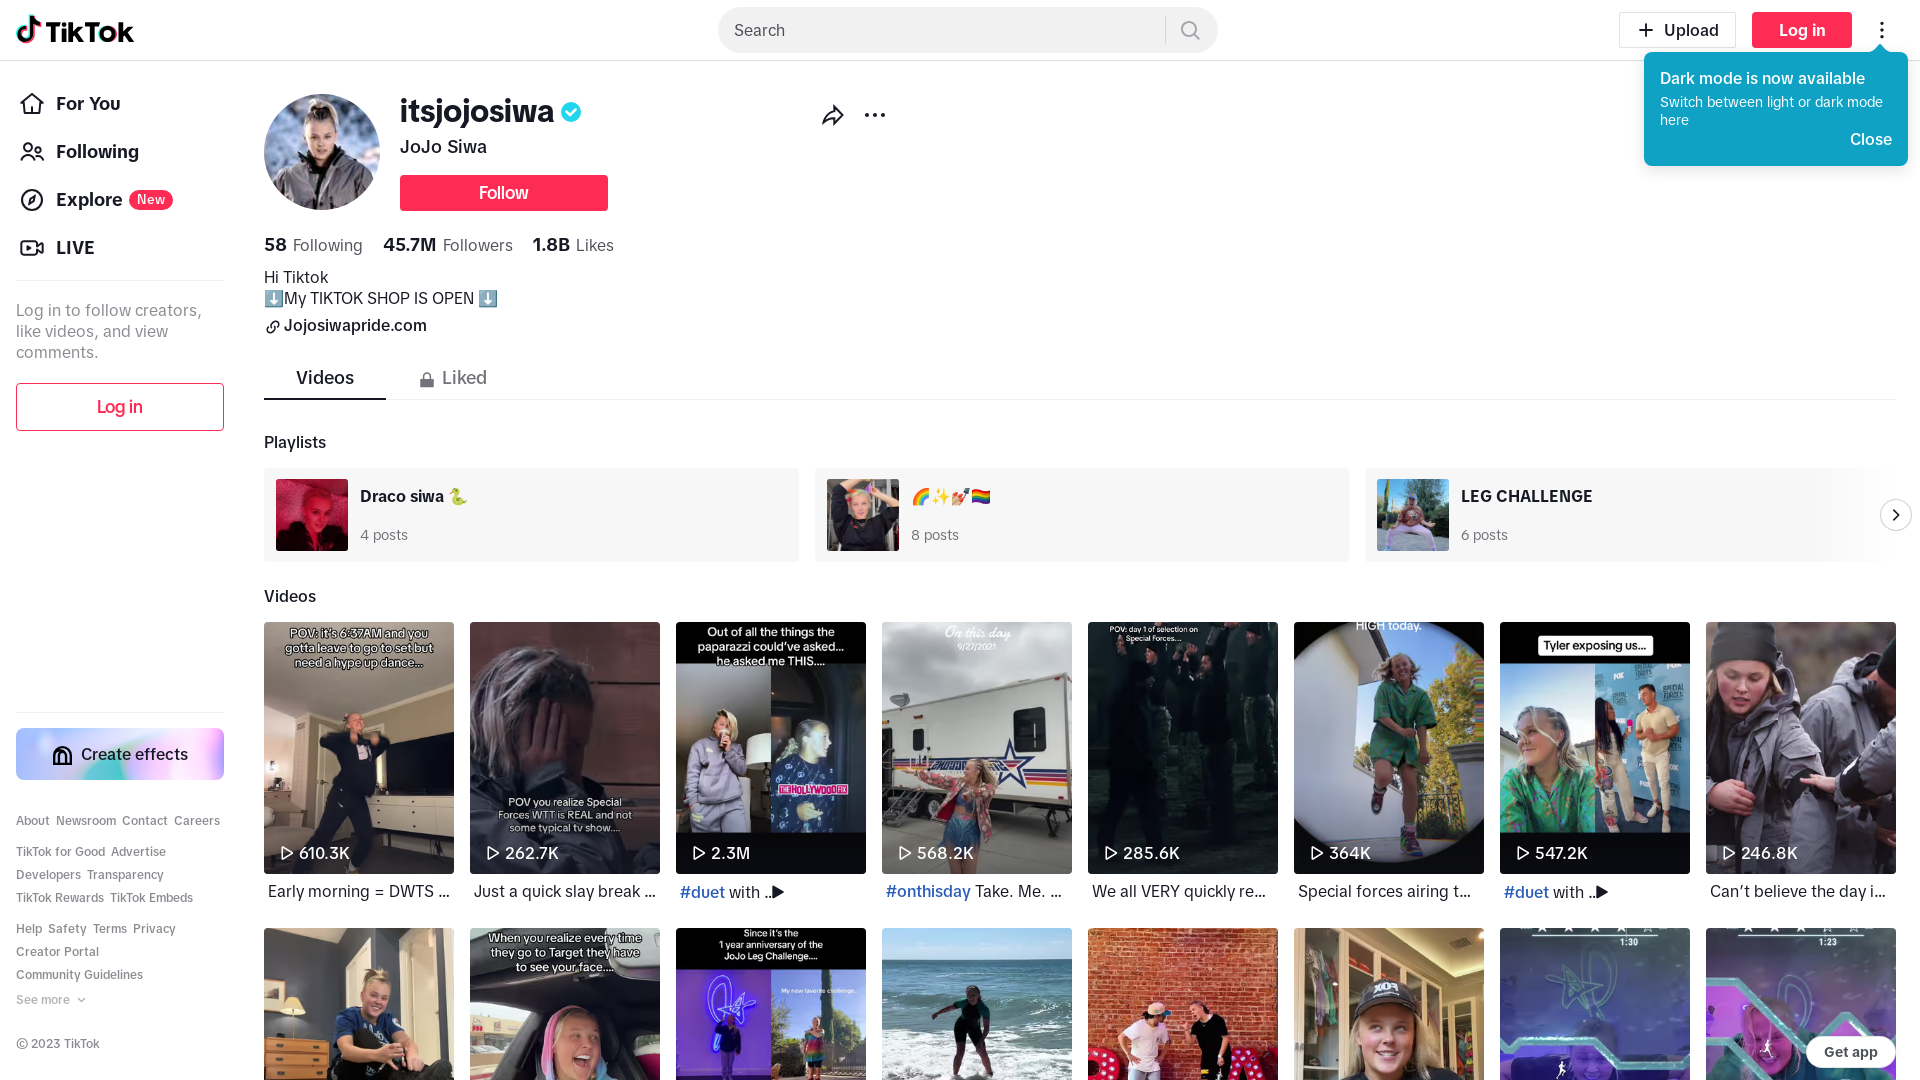 TikTok
Search
Upload
Log in
Dark mode is now available
Switch between light or dark mode
here
Close
For You
Following
Explore New
LIVE
Log in to follow creators,
like videos, and view
comments.
Log in
Create effects
About Newsroom Contact Careers
TikTok for Good Advertise
Developers Transparency
TikTok Rewards TikTok Embeds
Help Safety Terms Privacy
Creator Portal
Community Guidelines
See more
© 2023 TikTok
itsjojosiwa
JoJo Siwa
Follow
58 Following 45.7M Followers 1.8B Likes
Hi Tiktok
⬇️My TIKTOK SHOP IS OPEN ⬇️
Jojosiwapride.com
Videos Liked
Playlists
Draco siwa 🐍
4 posts
🌈✨💅🏼🏳️‍🌈
8 posts
LEG CHALLENGE
6 posts
Videos
POV: it's 6:37AM and you
gotta leave to go to set but
need a hype up dance...
610.3K
Early morning = DWTS ...
POV you realize Special
Forces WTT is REAL and not
some typical tv show....
262.7K
Just a quick slay break ...
Out of all the things the
paparazzi could've asked...
he asked me THIS....
THE HOLLYWOOD FIX
2.3M
#duet with ...
On this day
9/27/2021
568.2K
#onthisday Take. Me. ...
POV: day 1 of selection on
Special Forces....
285.6K
We all VERY quickly re...
HIGH today.
364K
Special forces airing t...
Tyler exposing us...
FOX
SPECIAL
FORCES
547.2K
#duet with ...
246.8K
Can't believe the day i...
When you realize every time
they go to Target they have
to see your face....
Since it's the
1 year anniversary of the
JoJo Leg Challenge....
My new favorite challenge..
FOX
1:30
1:23
Get app